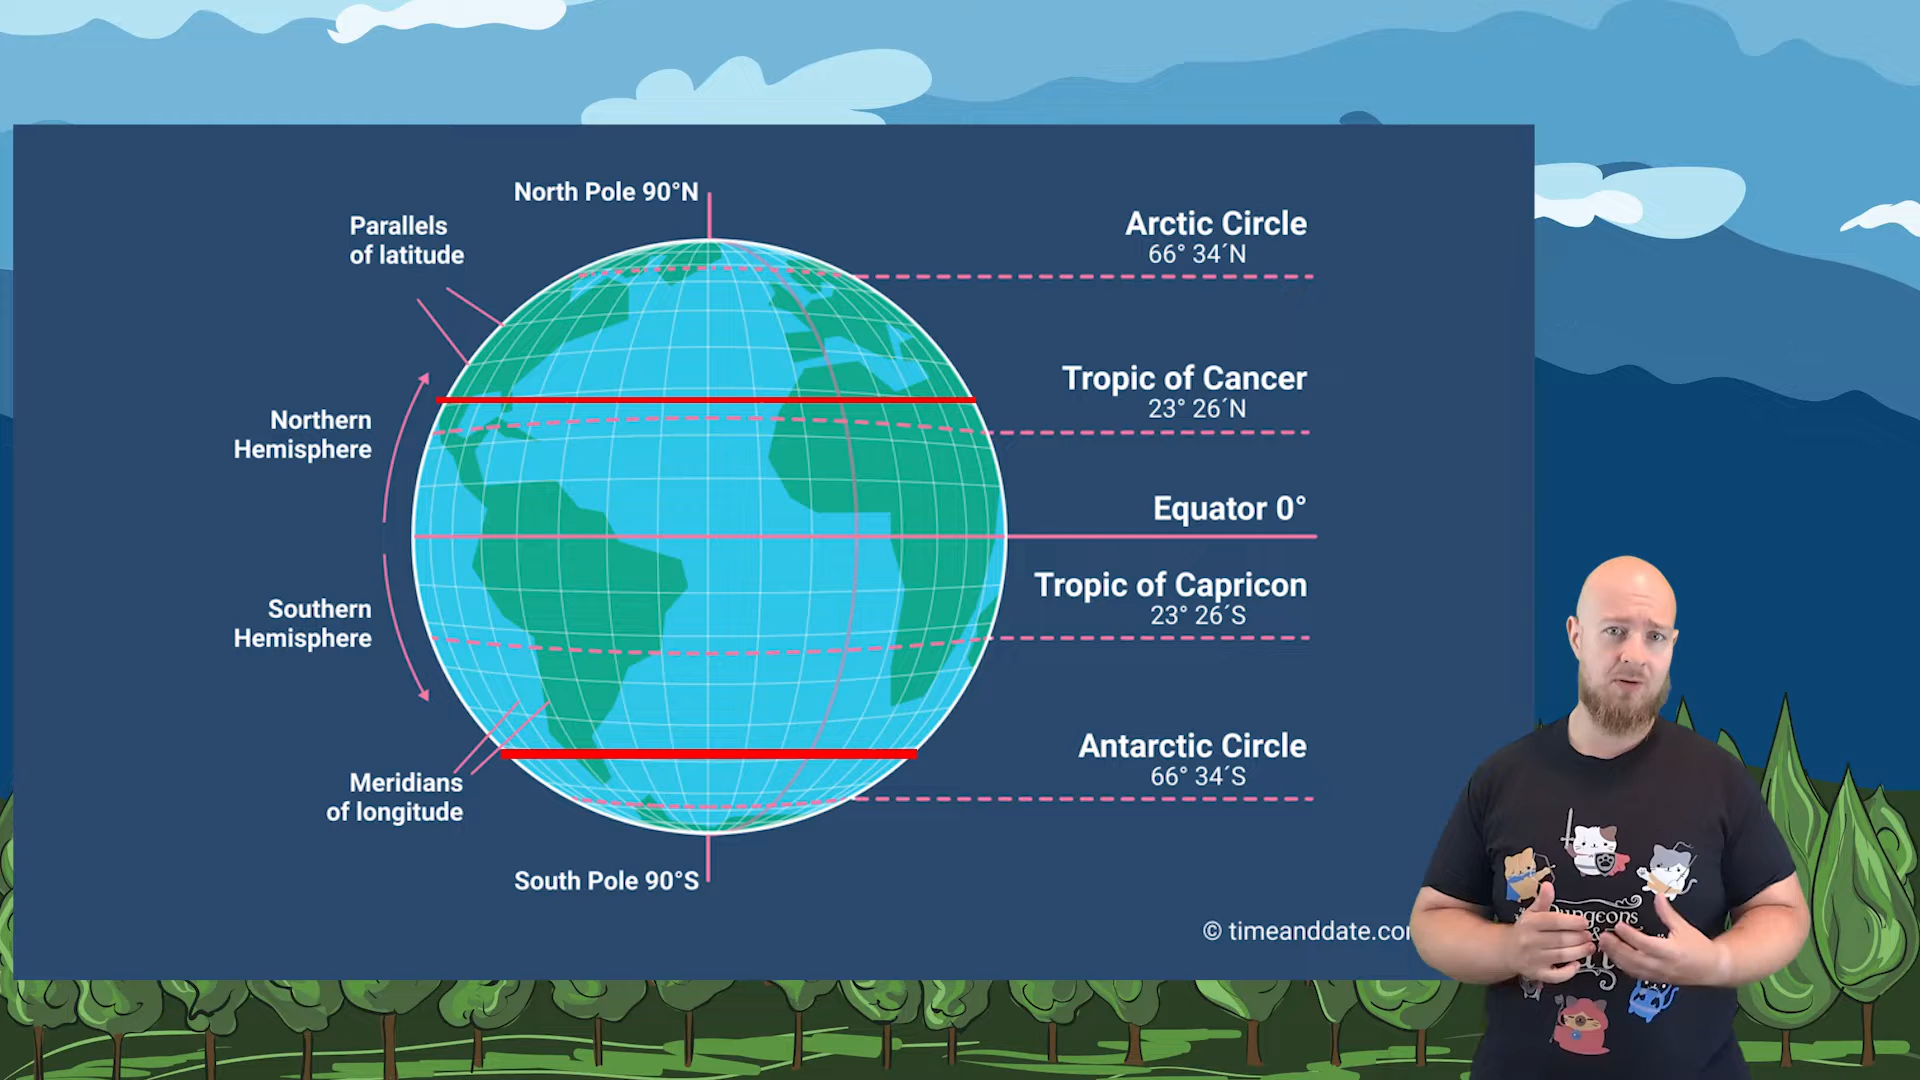 North Pole 90°N
Parallels
of latitude
Arctic Circle
66° 34´N
Tropic of Cancer
23° 26´N
Northern
Hemisphere
Equator 0°
Tropic of Capricon
23° 26´S
Southern
Hemisphere
Antarctic Circle
66° 34´S
Meridians
of longitude
South Pole 90°S
© timeanddate.co
Dungeons
&